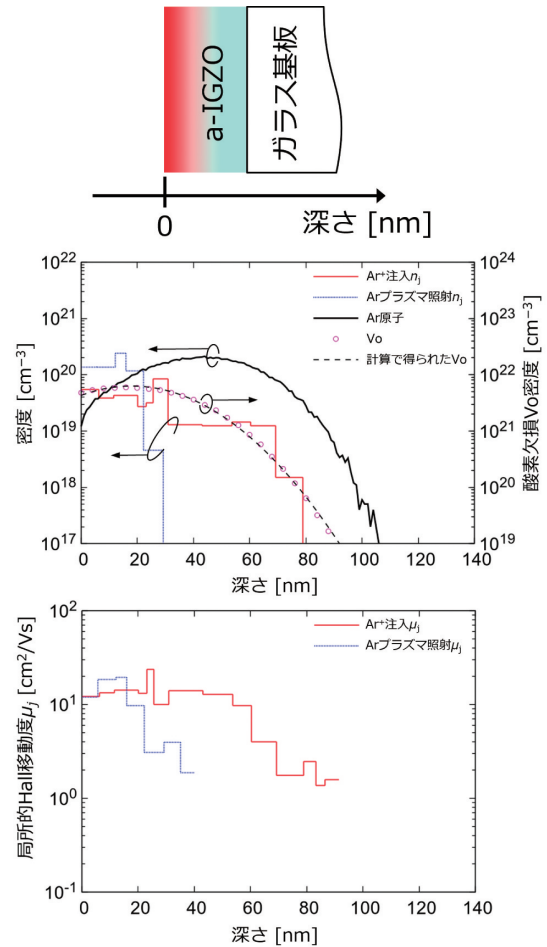 a-IGZO
ガラス基板
0
深さ [nm]
10²²
10²¹
10²⁰
10¹⁹
10¹⁸
10¹⁷
密度 [cm⁻³]
Ar⁺注入nⱼ
Arプラズマ照射nⱼ
Ar原子
Vo
計算で得られたVo
10²⁴
10²³
10²²
10²¹
10²⁰
10¹⁹
酸素欠損Vo密度 [cm⁻³]
0 20 40 60 80 100 120 140
深さ [nm]
10²
10¹
10⁰
10⁻¹
局所的Hall移動度μⱼ [cm²/Vs]
Ar⁺注入μⱼ
Arプラズマ照射μⱼ
0 20 40 60 80 100 120 140
深さ [nm]